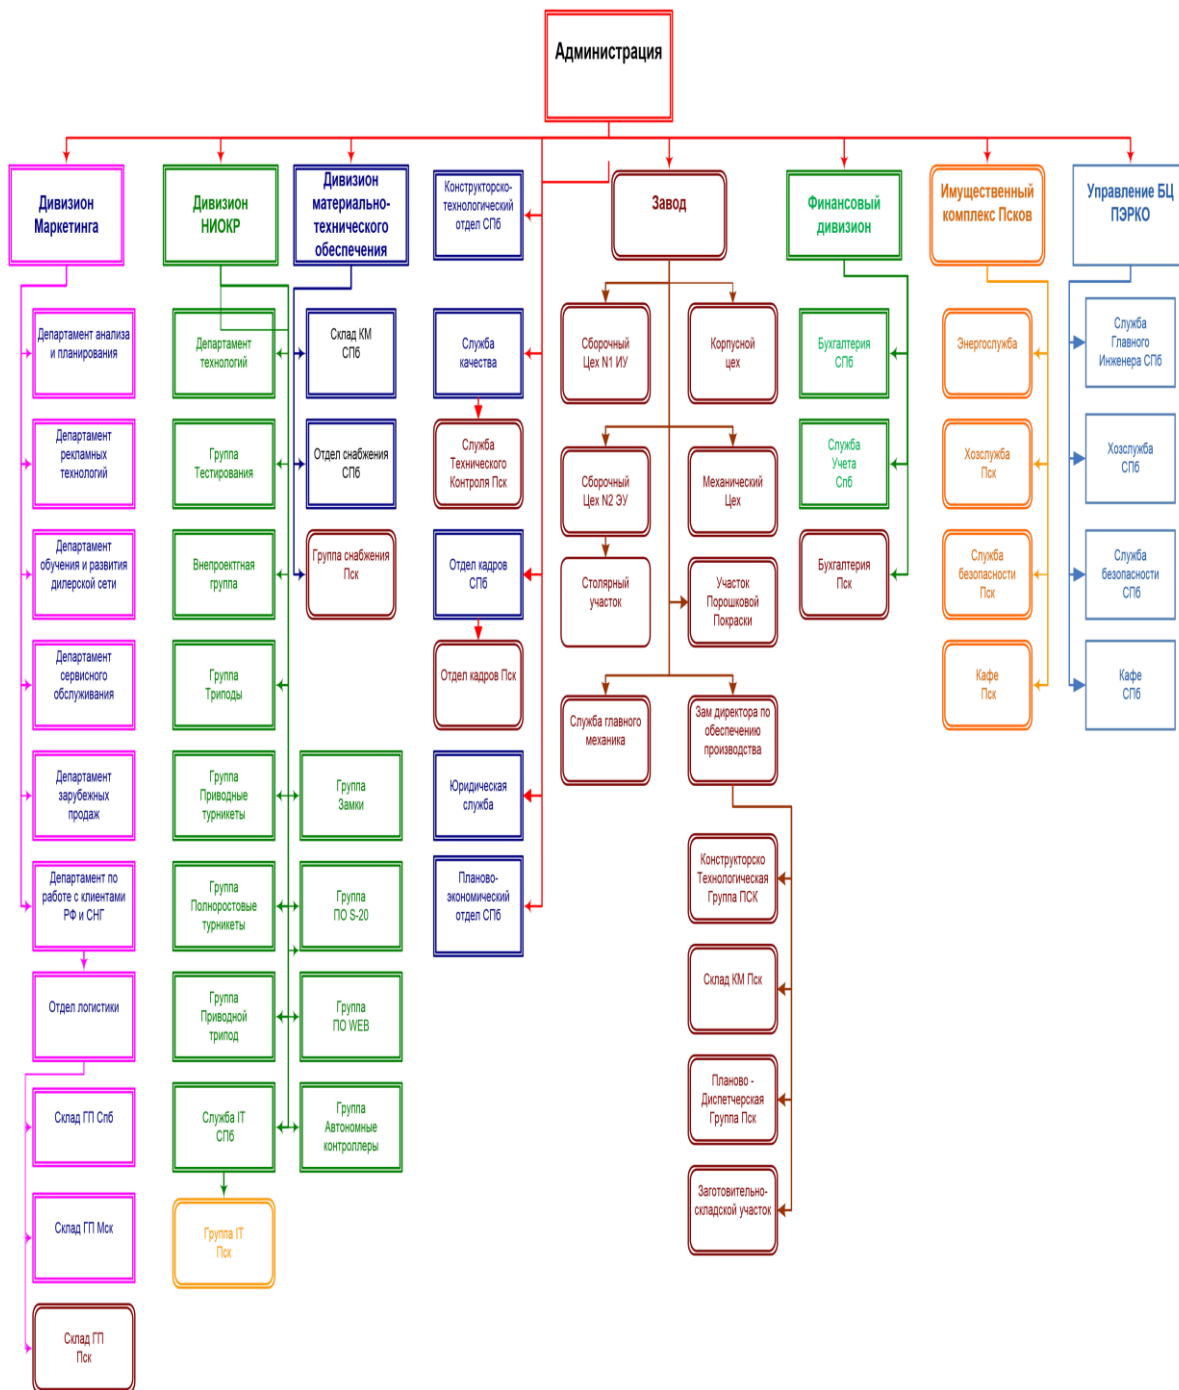 Администрация
Дивизион
Маркетинга
Дивизион
НИОКР
Дивизион
материально-
технического
обеспечения
Конструкторско-
технологический
отдел СПб
Завод
Финансовый
дивизион
Имущественный
комплекс Псков
Управление БЦ
ПЭРКО
Департамент анализа
и планирования
Департамент
технологий
Склад КМ
СПб
Служба
качества
Сборочный
Цех N1 ИУ
Корпусной
цех
Бухгалтерия
СПб
Энергослужба
Служба
Главного
Инженера СПб
Департамент
рекламных
технологий
Группа
Тестирования
Отдел снабжения
СПб
Служба
Технического
Контроля Пск
Сборочный
Цех N2 ЭУ
Механический
Цех
Служба
Учета
Спб
Хозслужба
Пск
Хозслужба
СПб
Департамент
обучения и развития
дилерской сети
Внепроектная
группа
Группа снабжения
Пск
Отдел кадров
СПб
Столярный
участок
Участок
Порошковой
Покраски
Бухгалтерия
Пск
Служба
безопасности
Пск
Служба
безопасности
СПб
Департамент
сервисного
обслуживания
Группа
Триподы
Отдел кадров Пск
Служба главного
механика
Зам директора по
обеспечению
производства
Кафе
Пск
Кафе
СПб
Департамент
зарубежных
продаж
Группа
Приводные
турникеты
Группа
Замки
Юридическая
служба
Департамент по
работе с клиентами
РФ и СНГ
Группа
Полноростовые
турникеты
Группа
ПО S-20
Планово-
экономический
отдел СПб
Конструкторско
Технологическая
Группа ПСК
Отдел логистики
Группа
Приводной
трипод
Группа
ПО WEB
Склад КМ Пск
Склад ГП Спб
Служба IT
СПб
Группа
Автономные
контроллеры
Планово -
Диспетчерская
Группа Пск
Склад ГП Мск
Группа IT
Пск
Заготовительно-
складской участок
Склад ГП
Пск